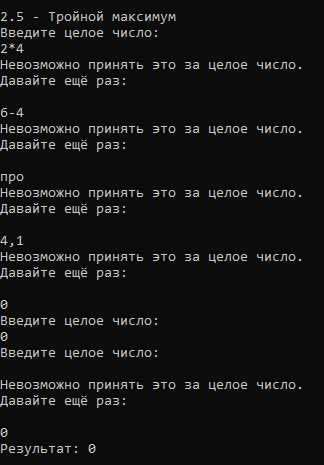 2.5 - Тройной максимум
Введите целое число:
2*4
Невозможно принять это за целое число.
Давайте ещё раз:
6-4
Невозможно принять это за целое число.
Давайте ещё раз:
про
Невозможно принять это за целое число.
Давайте ещё раз:
4,1
Невозможно принять это за целое число.
Давайте ещё раз:
0
Введите целое число:
0
Введите целое число:
Невозможно принять это за целое число.
Давайте ещё раз:
0
Результат: 0